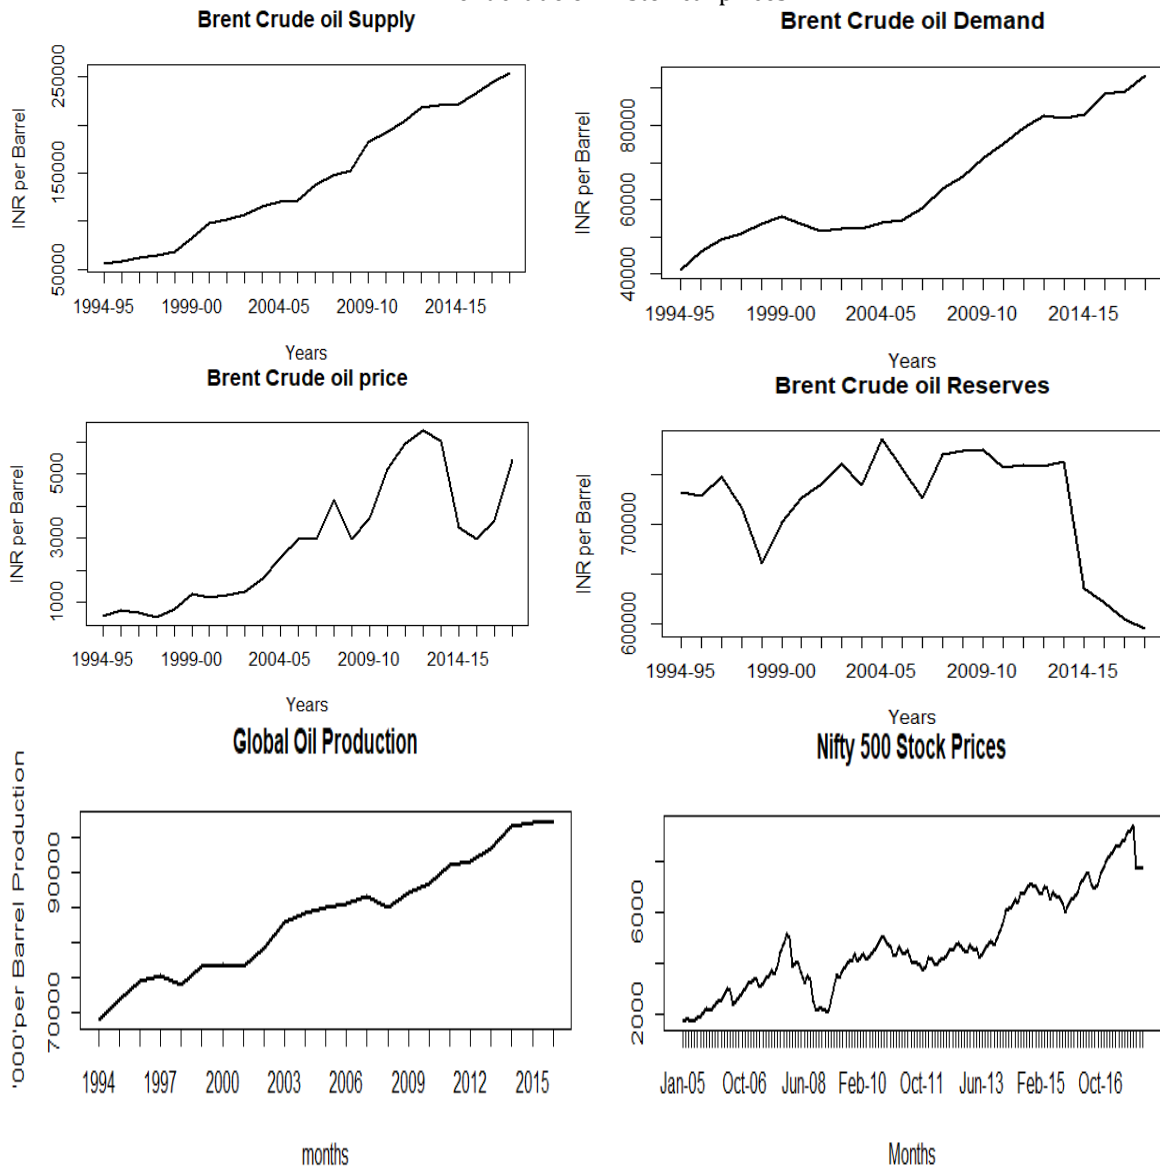 Brent Crude oil Supply
INR per Barrel
250000
150000
50000
1994-95 1999-00 2004-05 2009-10 2014-15
Years
Brent Crude oil Demand
INR per Barrel
80000
60000
40000
1994-95 1999-00 2004-05 2009-10 2014-15
Years
Brent Crude oil price
INR per Barrel
5000
3000
1000
1994-95 1999-00 2004-05 2009-10 2014-15
Years
Brent Crude oil Reserves
INR per Barrel
700000
600000
1994-95 1999-00 2004-05 2009-10 2014-15
Years
Global Oil Production
'000'per Barrel Production
90000
70000
1994 1997 2000 2003 2006 2009 2012 2015
months
Nifty 500 Stock Prices
6000
2000
Jan-05 Oct-06 Jun-08 Feb-10 Oct-11 Jun-13 Feb-15 Oct-16
Months